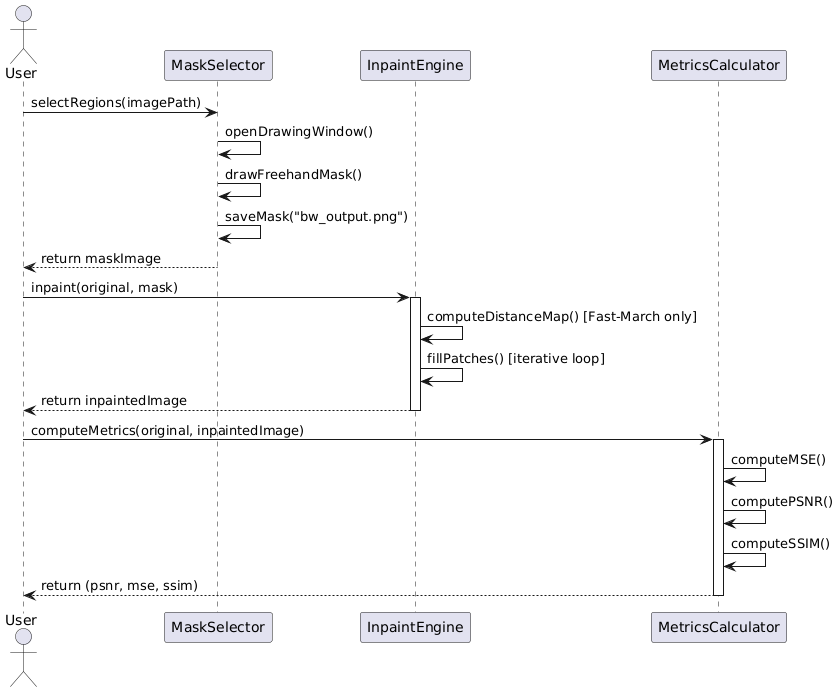 User
MaskSelector
InpaintEngine
MetricsCalculator
selectRegions(imagePath)
openDrawingWindow()
drawFreehandMask()
saveMask("bw_output.png")
return maskImage
inpaint(original, mask)
computeDistanceMap() [Fast-March only]
fillPatches() [iterative loop]
return inpaintedImage
computeMetrics(original, inpaintedImage)
computeMSE()
computePSNR()
computeSSIM()
return (psnr, mse, ssim)
User
MaskSelector
InpaintEngine
MetricsCalculator